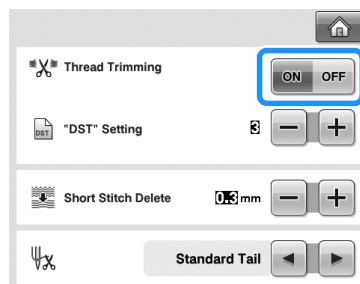 Thread Trimming
ON OFF
DST
"DST" Setting
3
Short Stitch Delete
0.3 mm
Standard Tail